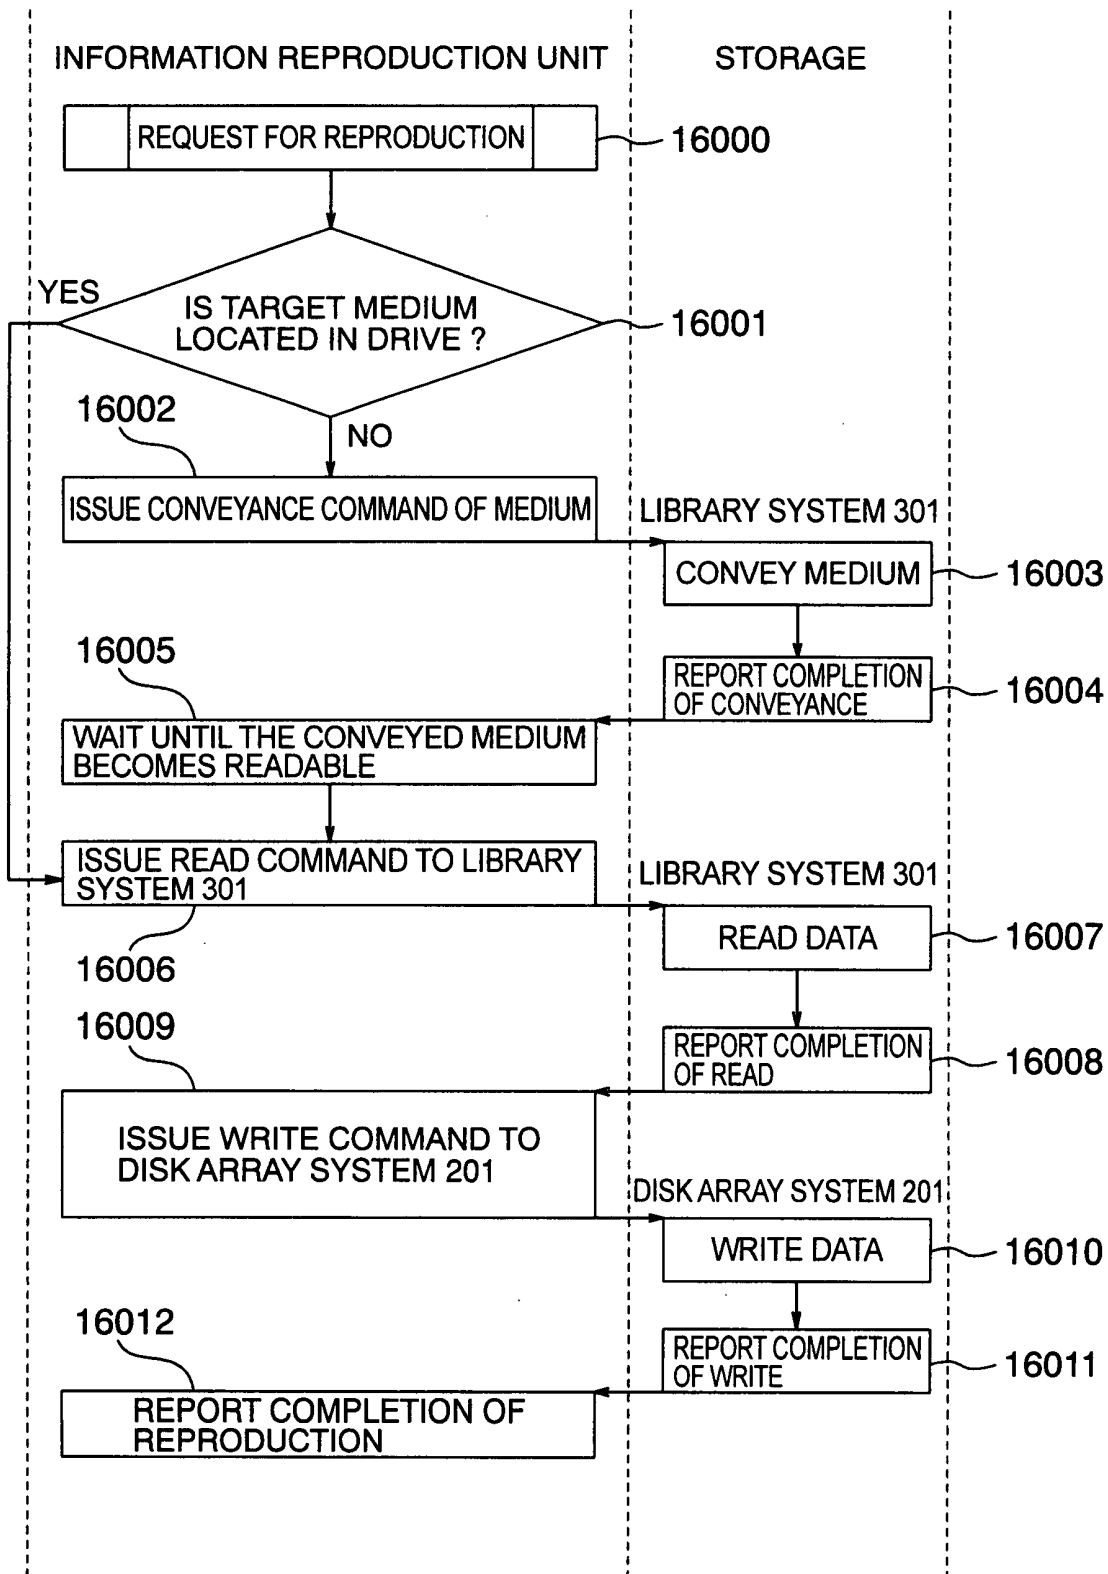 INFORMATION REPRODUCTION UNIT
STORAGE
REQUEST FOR REPRODUCTION
16000
YES
IS TARGET MEDIUM
LOCATED IN DRIVE ?
16001
16002
NO
ISSUE CONVEYANCE COMMAND OF MEDIUM
LIBRARY SYSTEM 301
CONVEY MEDIUM
16003
16005
REPORT COMPLETION
OF CONVEYANCE
16004
WAIT UNTIL THE CONVEYED MEDIUM
BECOMES READABLE
ISSUE READ COMMAND TO LIBRARY
SYSTEM 301
LIBRARY SYSTEM 301
READ DATA
16007
16006
16009
REPORT COMPLETION
OF READ
16008
ISSUE WRITE COMMAND TO
DISK ARRAY SYSTEM 201
DISK ARRAY SYSTEM 201
WRITE DATA
16010
16012
REPORT COMPLETION
OF WRITE
16011
REPORT COMPLETION OF
REPRODUCTION